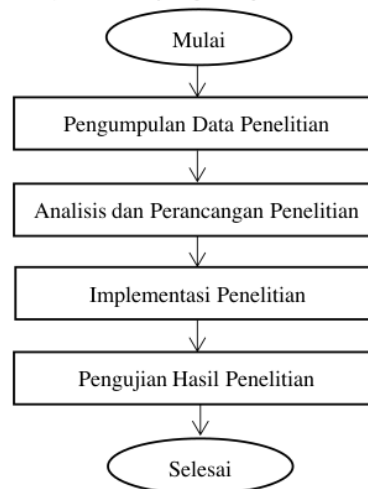 Mulai
Pengumpulan Data Penelitian
Analisis dan Perancangan Penelitian
Implementasi Penelitian
Pengujian Hasil Penelitian
Selesai